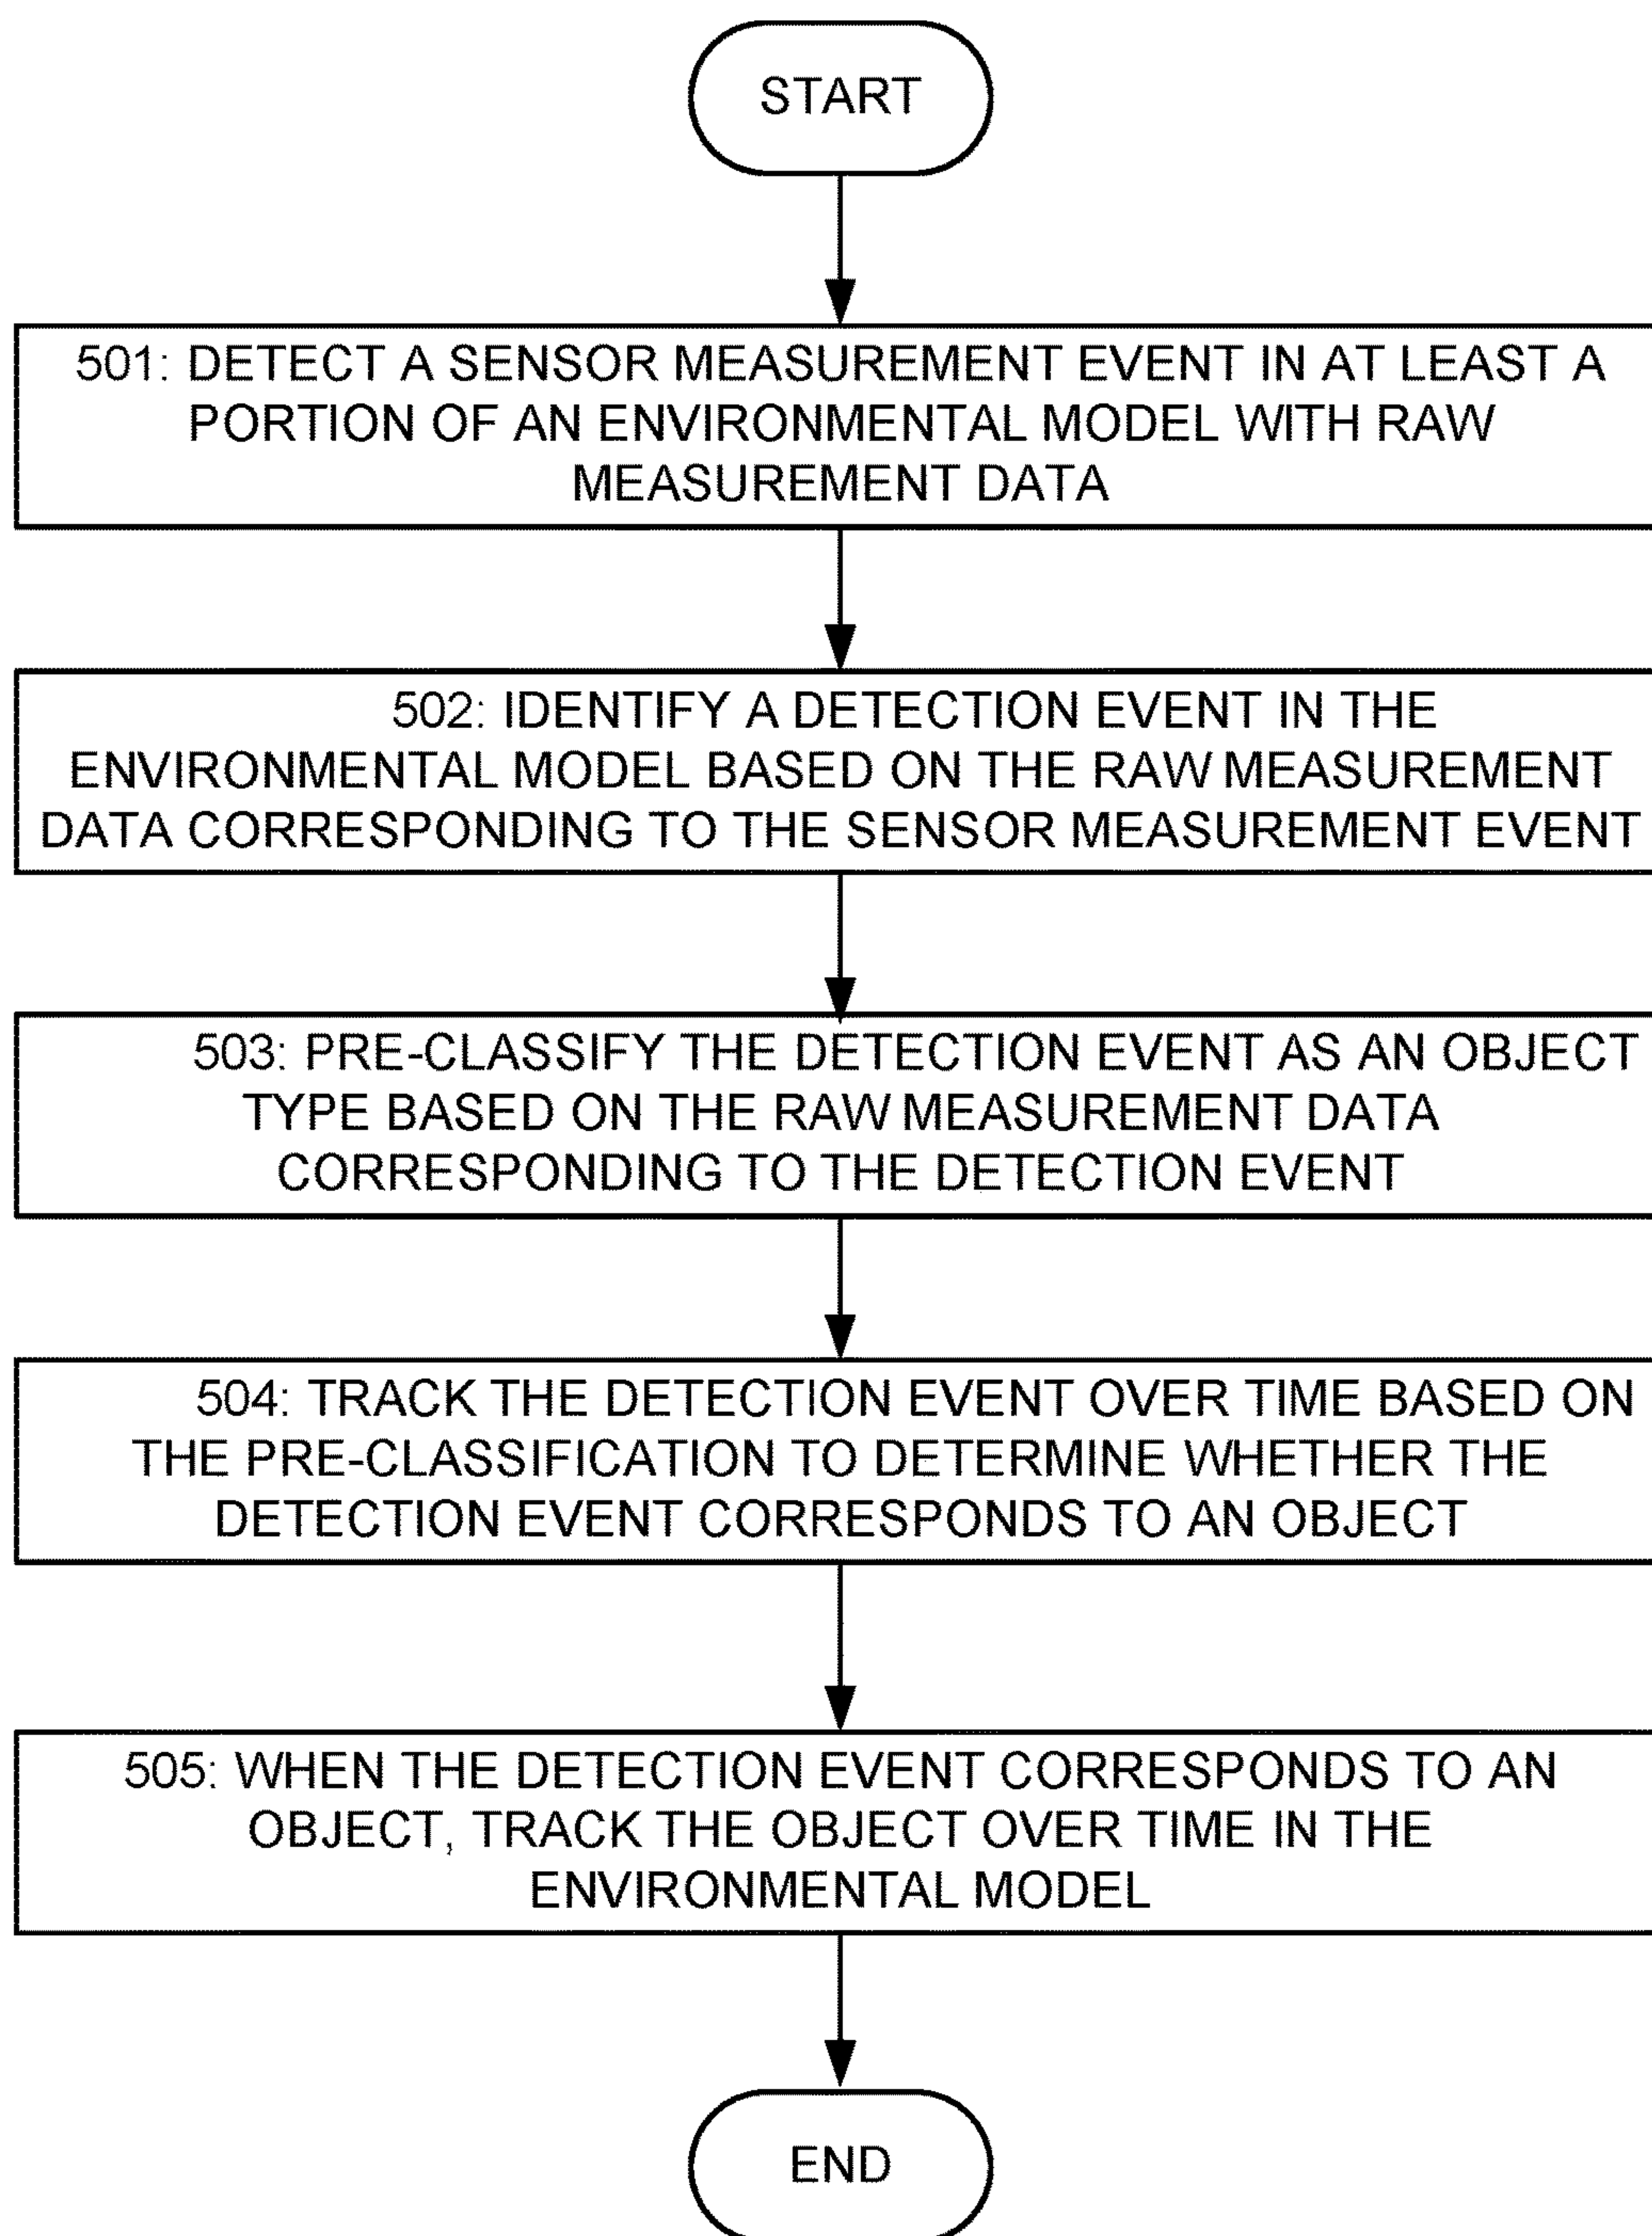 START
501: DETECT A SENSOR MEASUREMENT EVENT IN AT LEAST A
PORTION OF AN ENVIRONMENTAL MODEL WITH RAW
MEASUREMENT DATA
502: IDENTIFY A DETECTION EVENT IN THE
ENVIRONMENTAL MODEL BASED ON THE RAW MEASUREMENT
DATA CORRESPONDING TO THE SENSOR MEASUREMENT EVENT
503: PRE-CLASSIFY THE DETECTION EVENT AS AN OBJECT
TYPE BASED ON THE RAW MEASUREMENT DATA
CORRESPONDING TO THE DETECTION EVENT
504: TRACK THE DETECTION EVENT OVER TIME BASED ON
THE PRE-CLASSIFICATION TO DETERMINE WHETHER THE
DETECTION EVENT CORRESPONDS TO AN OBJECT
505: WHEN THE DETECTION EVENT CORRESPONDS TO AN
OBJECT, TRACK THE OBJECT OVER TIME IN THE
ENVIRONMENTAL MODEL
END